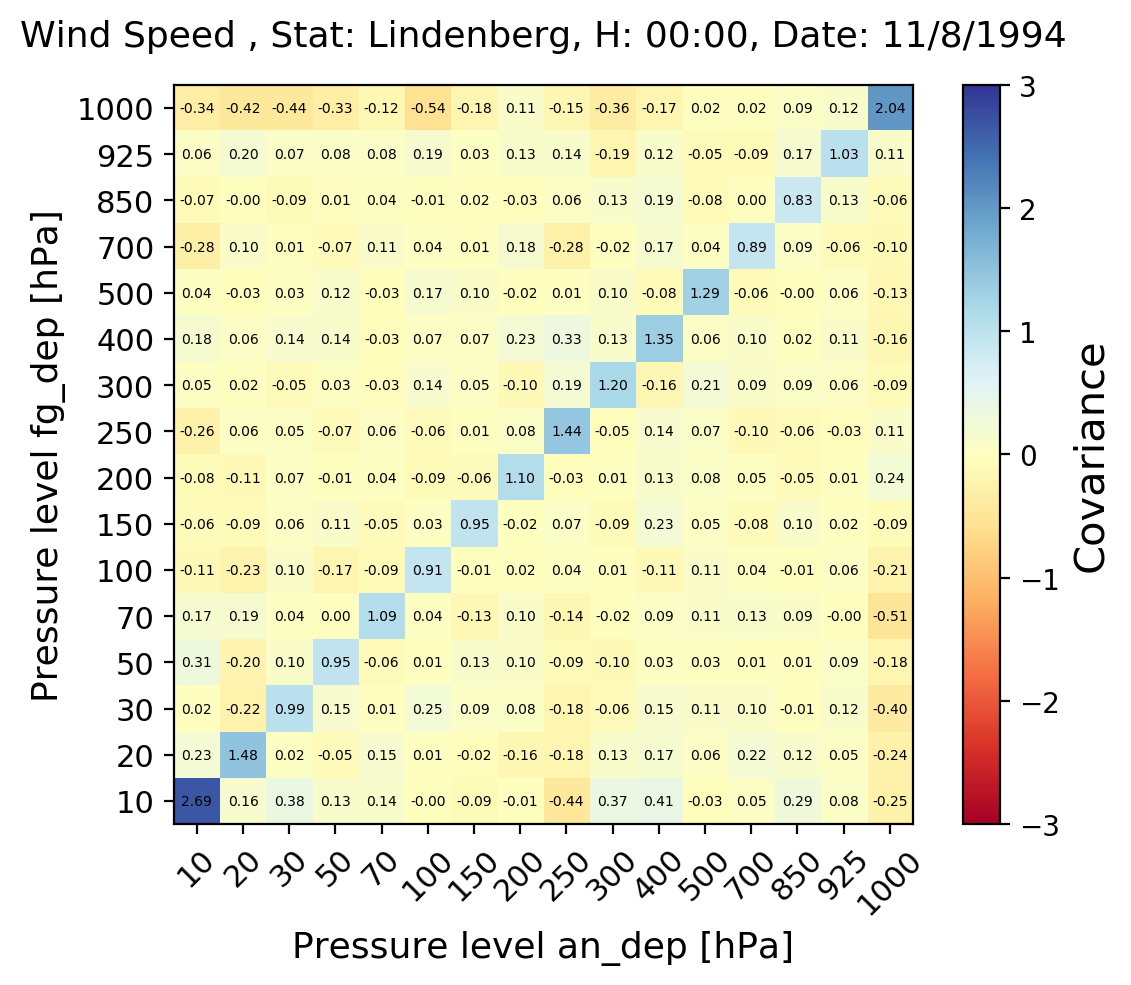 Wind Speed , Stat: Lindenberg, H: 00:00, Date: 11/8/1994
1000 -0.34 -0.42 -0.44 -0.33 -0.12 -0.54 -0.18 0.11 -0.15 -0.36 -0.17 0.02 0.02 0.09 0.12 2.04
925 0.06 0.20 0.07 0.08 0.08 0.19 0.03 0.13 0.14 -0.19 0.12 -0.05 -0.09 0.17 1.03 0.11
850 -0.07 -0.00 -0.09 0.01 0.04 -0.01 0.02 -0.03 0.06 0.13 0.19 -0.08 0.00 0.83 0.13 -0.06
700 -0.28 0.10 0.01 -0.07 0.11 0.04 0.01 0.18 -0.28 -0.02 0.17 0.04 0.89 0.09 -0.06 -0.10
500 0.04 -0.03 0.03 0.12 -0.03 0.17 0.10 -0.02 0.01 0.10 -0.08 1.29 -0.06 -0.00 0.06 -0.13
400 0.18 0.06 0.14 0.14 -0.03 0.07 0.07 0.23 0.33 0.13 1.35 0.06 0.10 0.02 0.11 -0.16
300 0.05 0.02 -0.05 0.03 -0.03 0.14 0.05 -0.10 0.19 1.20 -0.16 0.21 0.09 0.09 0.06 -0.09
250 -0.26 0.06 0.05 -0.07 0.06 -0.06 0.01 0.08 1.44 -0.05 0.14 0.07 -0.10 -0.06 -0.03 0.11
200 -0.08 -0.11 0.07 -0.01 0.04 -0.09 -0.06 1.10 -0.03 0.01 0.13 0.08 0.05 -0.05 0.01 0.24
150 -0.06 -0.09 0.06 0.11 -0.05 0.03 0.95 -0.02 0.07 -0.09 0.23 0.05 -0.08 0.10 0.02 -0.09
100 -0.11 -0.23 0.10 -0.17 -0.09 0.91 -0.01 0.02 0.04 0.01 -0.11 0.11 0.04 -0.01 0.06 -0.21
70 0.17 0.19 0.04 0.00 1.09 0.04 -0.13 0.10 -0.14 -0.02 0.09 0.11 0.13 0.09 -0.00 -0.51
50 0.31 -0.20 0.10 0.95 -0.06 0.01 0.13 0.10 -0.09 -0.10 0.03 0.03 0.01 0.01 0.09 -0.18
30 0.02 -0.22 0.99 0.15 0.01 0.25 0.09 0.08 -0.18 -0.06 0.15 0.11 0.10 -0.01 0.12 -0.40
20 0.23 1.48 0.02 -0.05 0.15 0.01 -0.02 -0.16 -0.18 0.13 0.17 0.06 0.22 0.12 0.05 -0.24
10 2.69 0.16 0.38 0.13 0.14 -0.00 -0.09 -0.01 -0.44 0.37 0.41 -0.03 0.05 0.29 0.08 -0.25
10 20 30 50 70 100 150 200 250 300 400 500 700 850 925 1000
Pressure level an_dep [hPa]
Pressure level fg_dep [hPa]
3
2
1
0
−1
−2
−3
Covariance